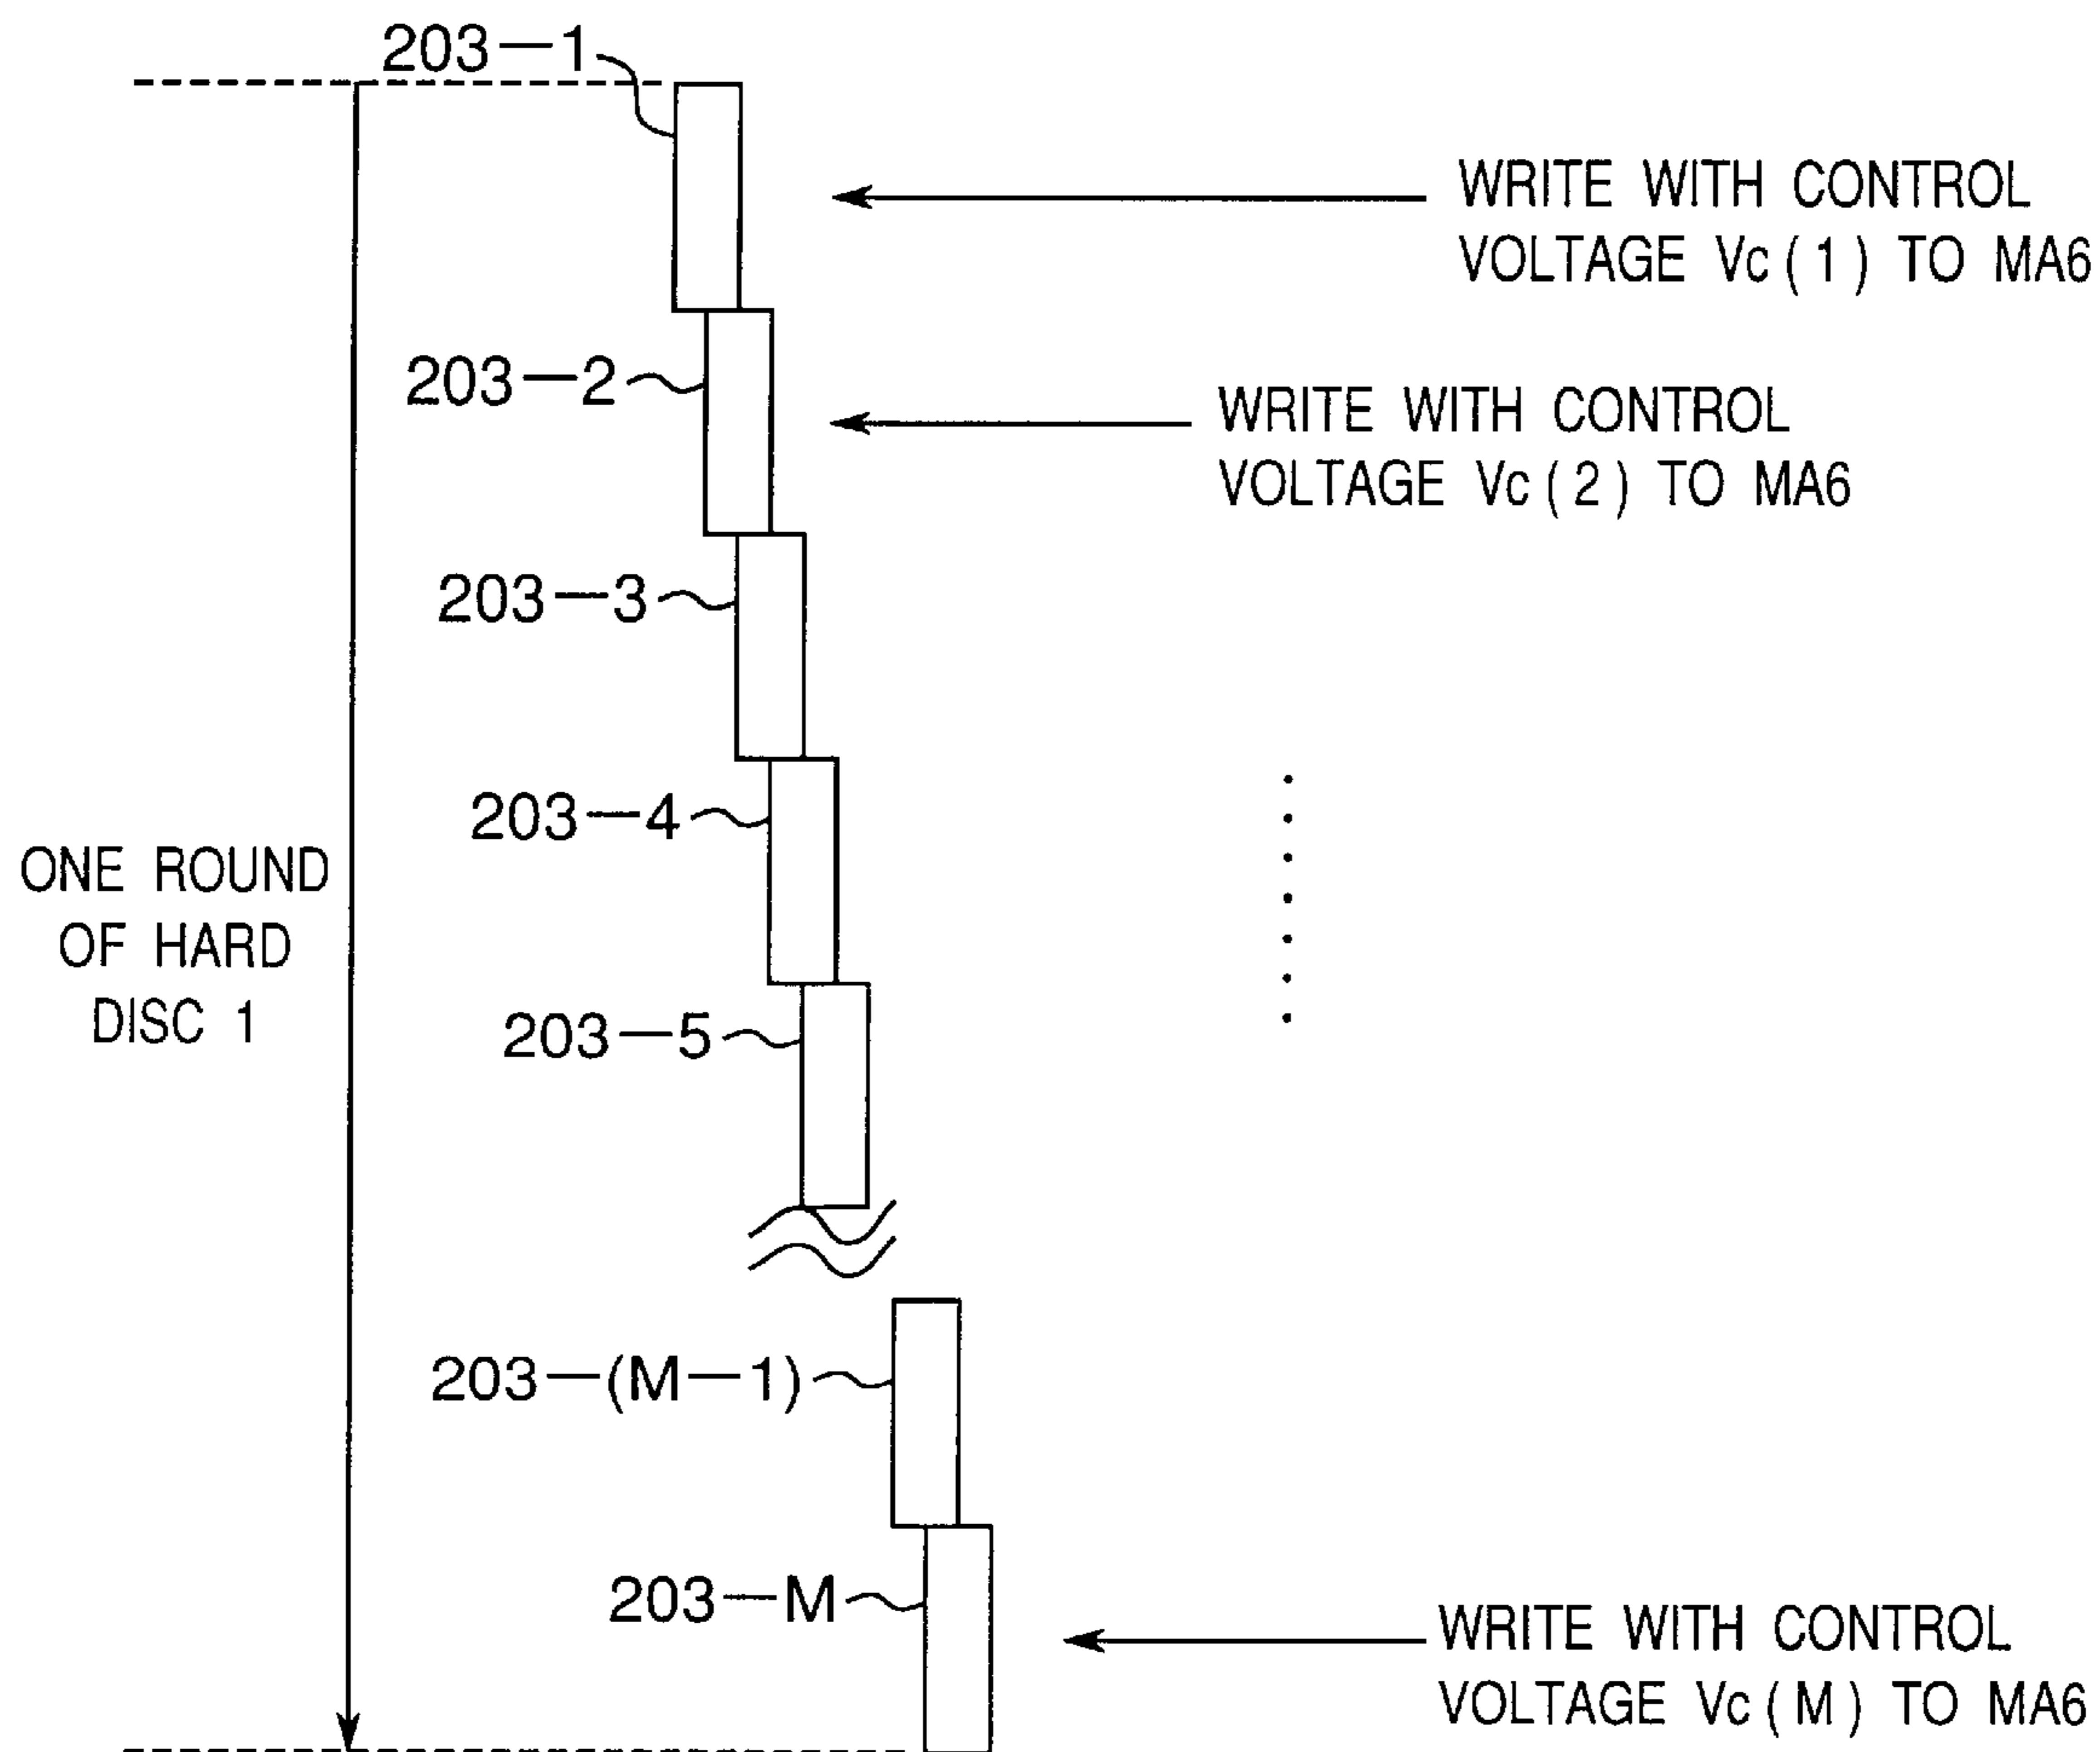 203—1
WRITE WITH CONTROL
VOLTAGE Vc(1) TO MA6
203—2
WRITE WITH CONTROL
VOLTAGE Vc(2) TO MA6
203—3
203—4
ONE ROUND
OF HARD
DISC 1
203—5
203—(M—1)
203—M
WRITE WITH CONTROL
VOLTAGE Vc(M) TO MA6